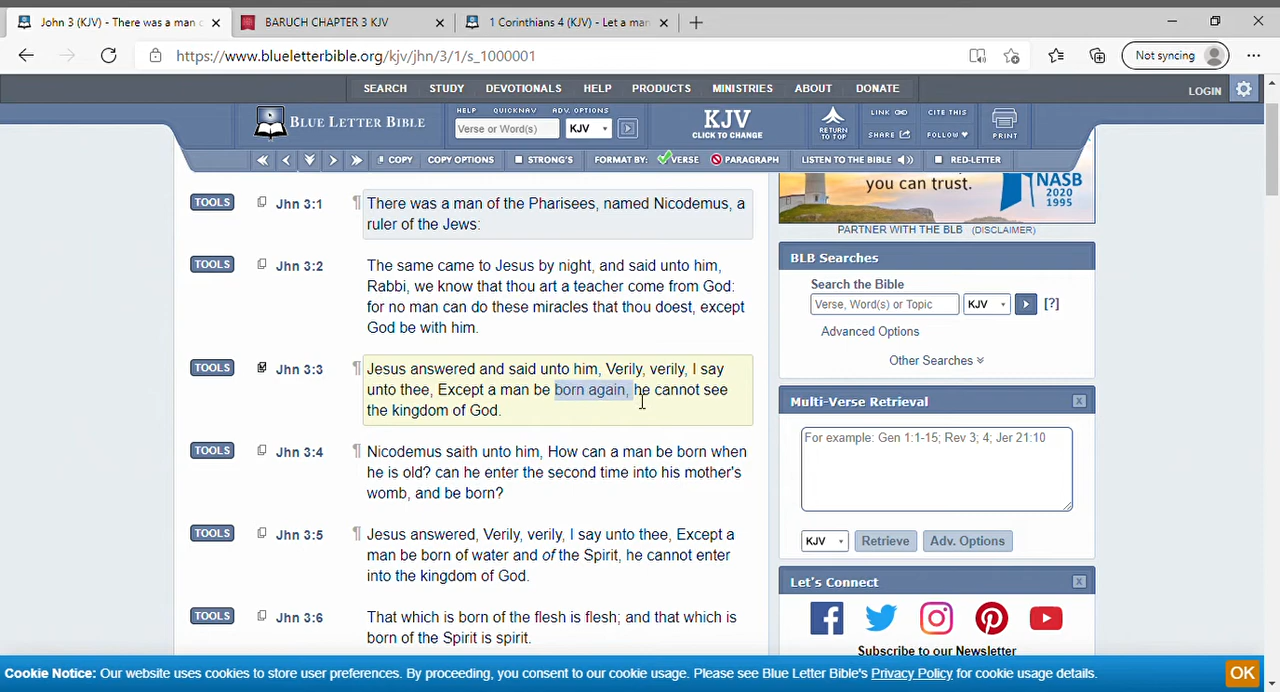 John 3 (KJV) - There was a man
BARUCH CHAPTER 3 KJV
1 Corinthians 4 (KJV) - Let a man
https://www.blueletterbible.org/kjv/jhn/3/1/s_1000001
Not syncing
SEARCH STUDY DEVOTIONALS HELP PRODUCTS MINISTRIES ABOUT DONATE
LOGIN
BLUE LETTER BIBLE
HELP QUICKNAV ADV. OPTIONS
Verse or Word(s) KJV
KJV
CLICK TO CHANGE
RETURN
TO TOP
LINK CITE THIS
SHARE FOLLOW
PRINT
COPY COPY OPTIONS STRONG'S FORMAT BY: VERSE PARAGRAPH LISTEN TO THE BIBLE RED-LETTER
TOOLS Jhn 3:1 ¶ There was a man of the Pharisees, named Nicodemus, a
ruler of the Jews:
TOOLS Jhn 3:2 The same came to Jesus by night, and said unto him,
Rabbi, we know that thou art a teacher come from God:
for no man can do these miracles that thou doest, except
God be with him.
TOOLS Jhn 3:3 ¶ Jesus answered and said unto him, Verily, verily, I say
unto thee, Except a man be born again, he cannot see
the kingdom of God.
TOOLS Jhn 3:4 ¶ Nicodemus saith unto him, How can a man be born when
he is old? can he enter the second time into his mother's
womb, and be born?
TOOLS Jhn 3:5 ¶ Jesus answered, Verily, verily, I say unto thee, Except a
man be born of water and of the Spirit, he cannot enter
into the kingdom of God.
TOOLS Jhn 3:6 That which is born of the flesh is flesh; and that which is
born of the Spirit is spirit.
you can trust.
NASB
2020
1995
PARTNER WITH THE BLB (DISCLAIMER)
BLB Searches
Search the Bible
Verse, Word(s) or Topic KJV [?]
Advanced Options
Other Searches
Multi-Verse Retrieval x
For example: Gen 1:1-15; Rev 3; 4; Jer 21:10
KJV Retrieve Adv. Options
Let's Connect x
Subscribe to our Newsletter
Cookie Notice: Our website uses cookies to store user preferences. By proceeding, you consent to our cookie usage. Please see Blue Letter Bible's Privacy Policy for cookie usage details.
OK